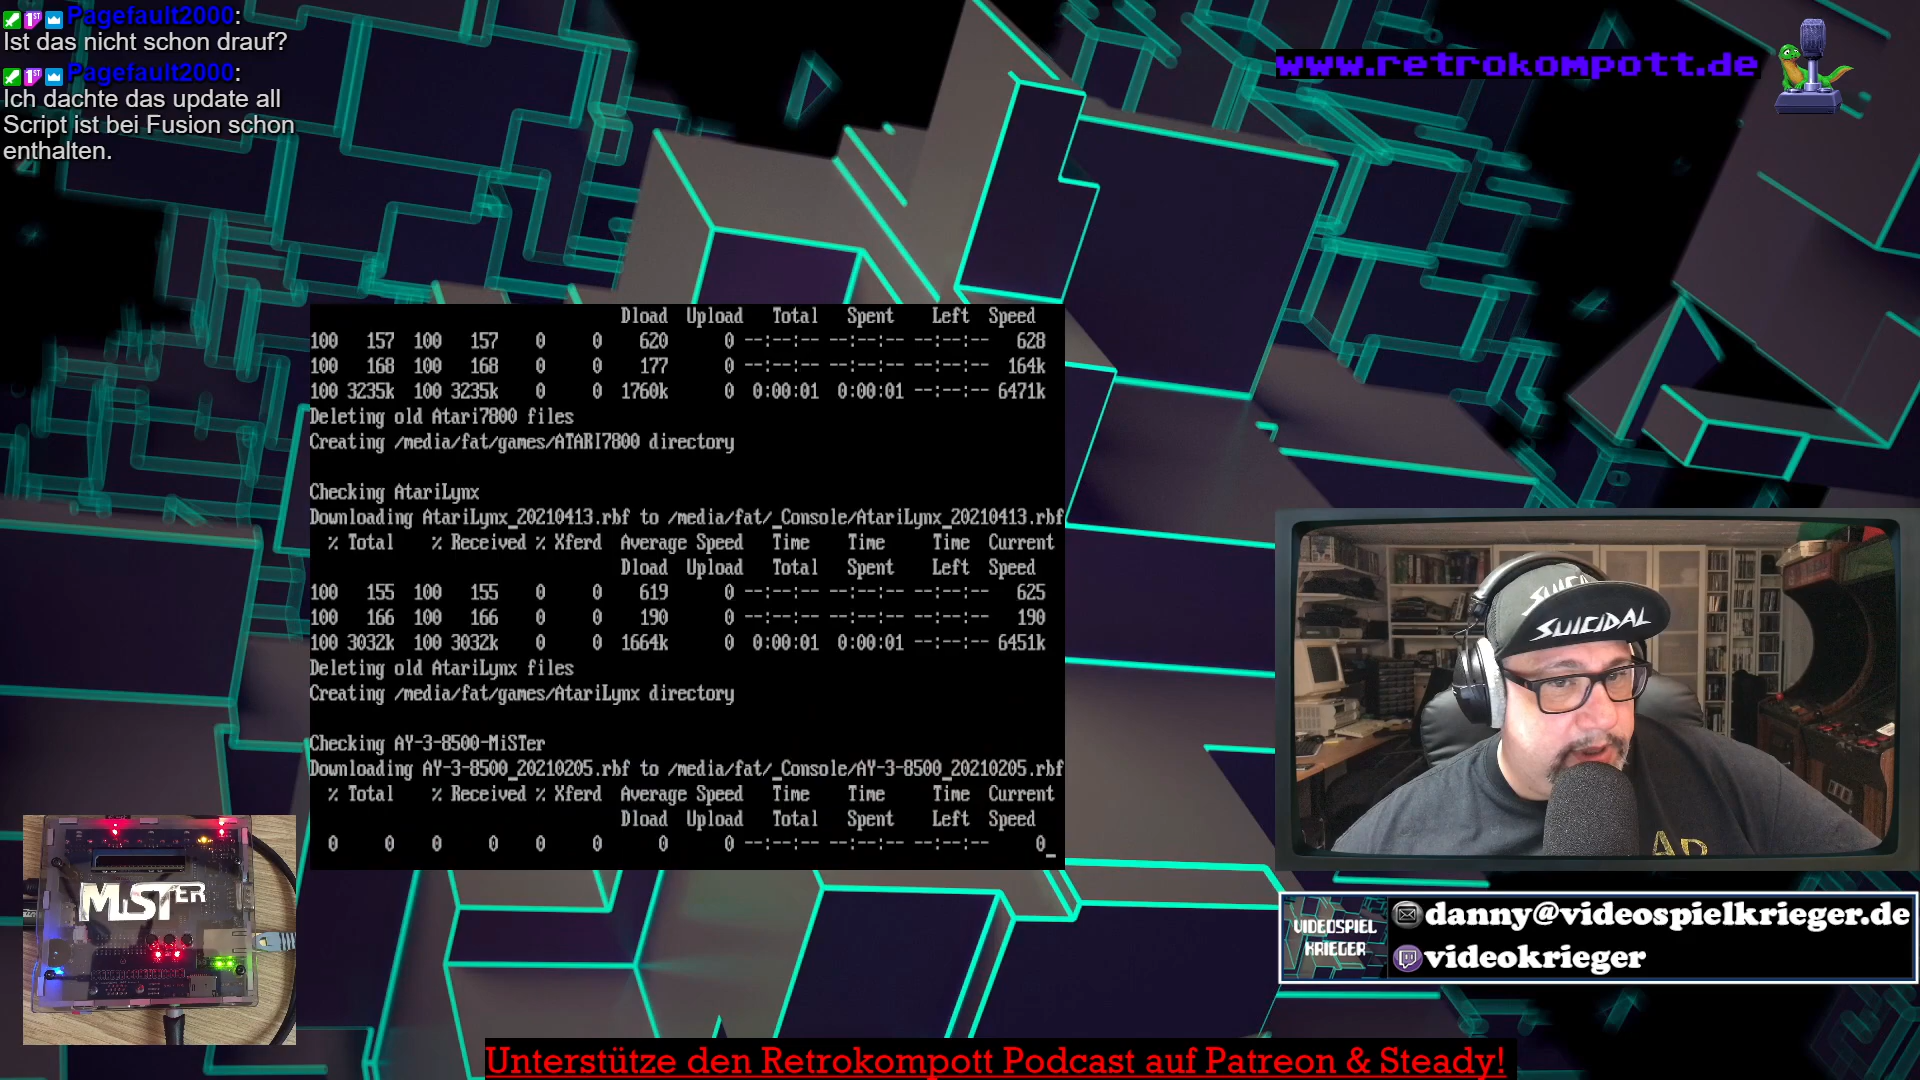 Pagefault2000:
Ist das nicht schon drauf?
Pagefault2000:
Ich dachte das update all
Script ist bei Fusion schon
enthalten.
www.retrokompott.de
Dload Upload Total Spent Left Speed
100 157 100 157 0 0 620 0 --:--:-- --:--:-- --:--:-- 628
100 168 100 168 0 0 177 0 --:--:-- --:--:-- --:--:-- 164k
100 3235k 100 3235k 0 0 1760k 0 0:00:01 0:00:01 --:--:-- 6471k
Deleting old Atari7800 files
Creating /media/fat/games/ATARI7800 directory
Checking AtariLynx
Downloading AtariLynx_20210413.rbf to /media/fat/_Console/AtariLynx_20210413.rbf
% Total % Received % Xferd Average Speed Time Time Time Current
Dload Upload Total Spent Left Speed
100 155 100 155 0 0 619 0 --:--:-- --:--:-- --:--:-- 625
100 166 100 166 0 0 190 0 --:--:-- --:--:-- --:--:-- 190
100 3032k 100 3032k 0 0 1664k 0 0:00:01 0:00:01 --:--:-- 6451k
Deleting old AtariLynx files
Creating /media/fat/games/AtariLynx directory
Checking AY-3-8500-MiSTer
Downloading AY-3-8500_20210205.rbf to /media/fat/_Console/AY-3-8500_20210205.rbf
% Total % Received % Xferd Average Speed Time Time Time Current
Dload Upload Total Spent Left Speed
0 0 0 0 0 0 0 0 --:--:-- --:--:-- --:--:-- 0_
SUICIDAL
MiSTER
VIDEOSPIEL
KRIEGER
danny@videospielkrieger.de
videokrieger
Unterstütze den Retrokompott Podcast auf Patreon & Steady!